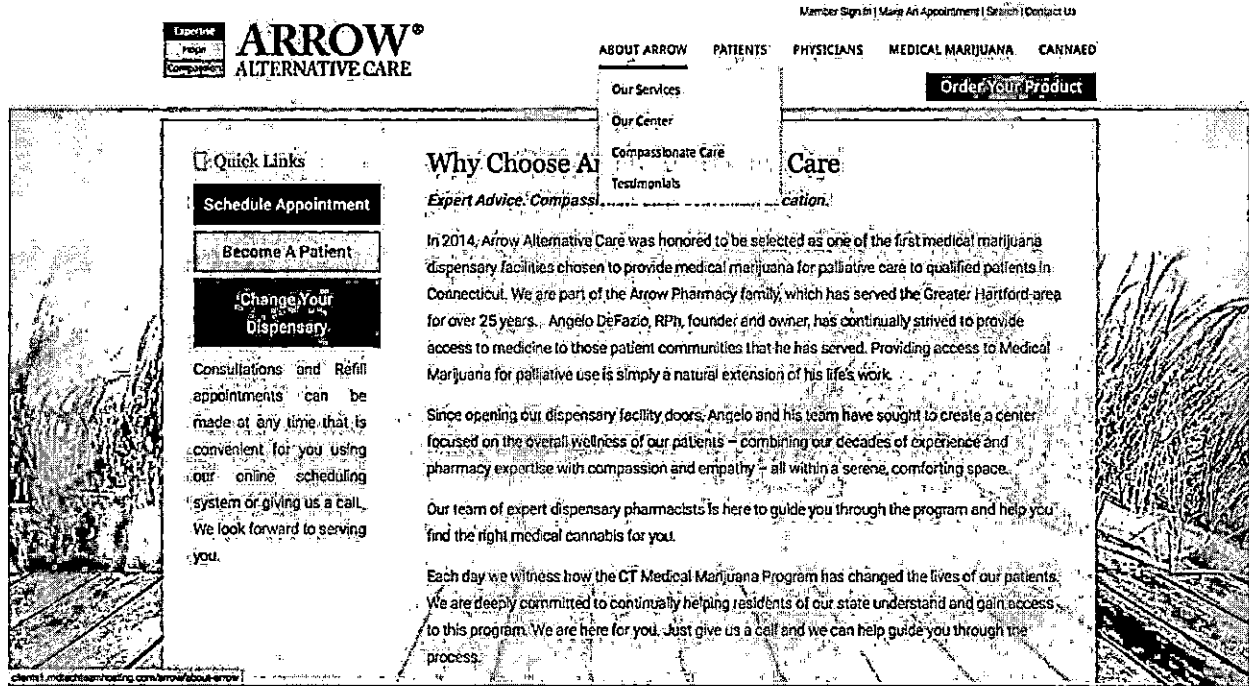 Member Sign In | Make An Appointment | Search | Contact Us
Expertise
Hope
Compassion
ARROW®
ALTERNATIVE CARE
ABOUT ARROW PATIENTS PHYSICIANS MEDICAL MARIJUANA CANNAED
Order Your Product
Our Services
Our Center
Compassionate Care
Testimonials
Quick Links
Schedule Appointment
Become A Patient
Change Your
Dispensary
Consultations and Refill
appointments can be
made at any time that is
convenient for you using
our online scheduling
system or giving us a call.
We look forward to serving
you.
Why Choose Ar Care
Expert Advice. Compassi cation.
In 2014, Arrow Alternative Care was honored to be selected as one of the first medical marijuana
dispensary facilities chosen to provide medical marijuana for palliative care to qualified patients in
Connecticut. We are part of the Arrow Pharmacy family, which has served the Greater Hartford area
for over 25 years. Angelo DeFazio, RPh, founder and owner, has continually strived to provide
access to medicine to those patient communities that he has served. Providing access to Medical
Marijuana for palliative use is simply a natural extension of his life's work.
Since opening our dispensary facility doors, Angelo and his team have sought to create a center
focused on the overall wellness of our patients – combining our decades of experience and
pharmacy expertise with compassion and empathy – all within a serene, comforting space.
Our team of expert dispensary pharmacists is here to guide you through the program and help you
find the right medical cannabis for you.
Each day we witness how the CT Medical Marijuana Program has changed the lives of our patients.
We are deeply committed to continually helping residents of our state understand and gain access
to this program. We are here for you. Just give us a call and we can help guide you through the
process.
clients1.mdtechteamhosting.com/arrow/about-arrow